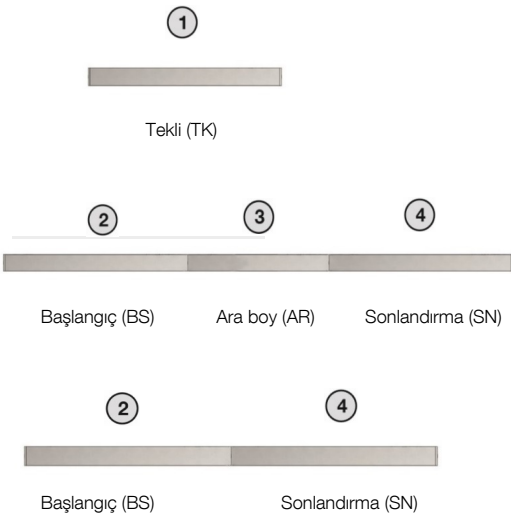 1
Tekli (TK)
2 3 4
Başlangıç (BS) Ara boy (AR) Sonlandırma (SN)
2 4
Başlangıç (BS) Sonlandırma (SN)